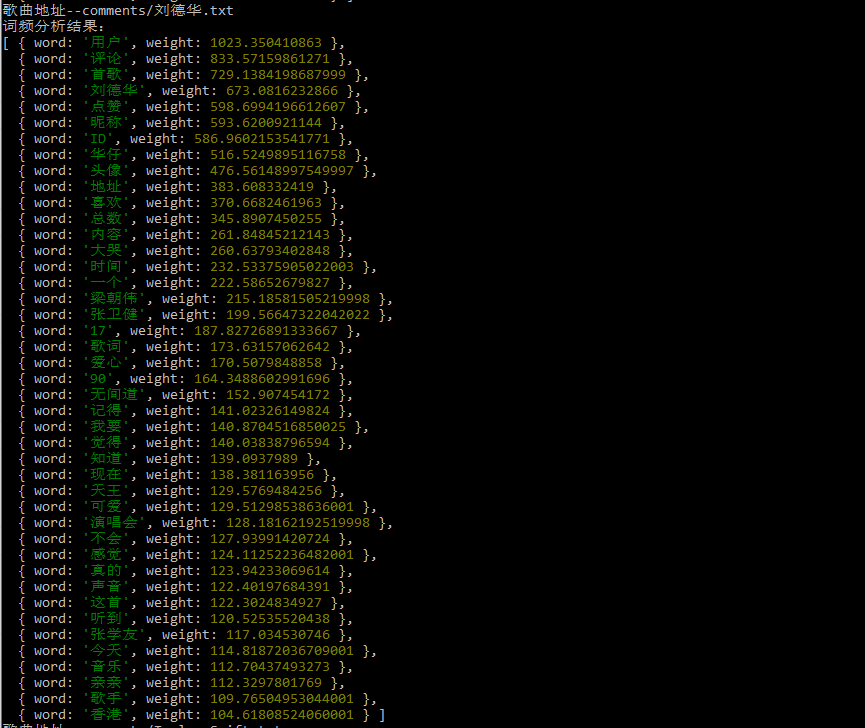 歌曲地址--comments/刘德华.txt
词频分析结果:
[ { word: '用户', weight: 1023.350410863 },
{ word: '评论', weight: 833.57159861271 },
{ word: '首歌', weight: 729.1384198687999 },
{ word: '刘德华', weight: 673.0816232866 },
{ word: '点赞', weight: 598.6994196612607 },
{ word: '昵称', weight: 593.6200921144 },
{ word: 'ID', weight: 586.9602153541771 },
{ word: '华仔', weight: 516.5249895116758 },
{ word: '头像', weight: 476.56148997549997 },
{ word: '地址', weight: 383.608332419 },
{ word: '喜欢', weight: 370.6682461963 },
{ word: '总数', weight: 345.8907450255 },
{ word: '内容', weight: 261.84845212143 },
{ word: '大哭', weight: 260.63793402848 },
{ word: '时间', weight: 232.53375905022003 },
{ word: '一个', weight: 222.58652679827 },
{ word: '梁朝伟', weight: 215.18581505219998 },
{ word: '张卫健', weight: 199.56647322042022 },
{ word: '17', weight: 187.82726891333667 },
{ word: '歌词', weight: 173.63157062642 },
{ word: '爱心', weight: 170.5079848858 },
{ word: '90', weight: 164.3488602991696 },
{ word: '无间道', weight: 152.907454172 },
{ word: '记得', weight: 141.02326149824 },
{ word: '我要', weight: 140.8704516850025 },
{ word: '觉得', weight: 140.03838796594 },
{ word: '知道', weight: 139.0937989 },
{ word: '现在', weight: 138.381163956 },
{ word: '天王', weight: 129.5769484256 },
{ word: '可爱', weight: 129.51298538636001 },
{ word: '演唱会', weight: 128.18162192519998 },
{ word: '不会', weight: 127.93991420724 },
{ word: '感觉', weight: 124.11252236482001 },
{ word: '真的', weight: 123.94233069614 },
{ word: '声音', weight: 122.40197684391 },
{ word: '这首', weight: 122.3024834927 },
{ word: '听到', weight: 120.52535520438 },
{ word: '张学友', weight: 117.034530746 },
{ word: '今天', weight: 114.81872036709001 },
{ word: '音乐', weight: 112.70437493273 },
{ word: '亲亲', weight: 112.3297801769 },
{ word: '歌手', weight: 109.76504953044001 },
{ word: '香港', weight: 104.61808524060001 } ]